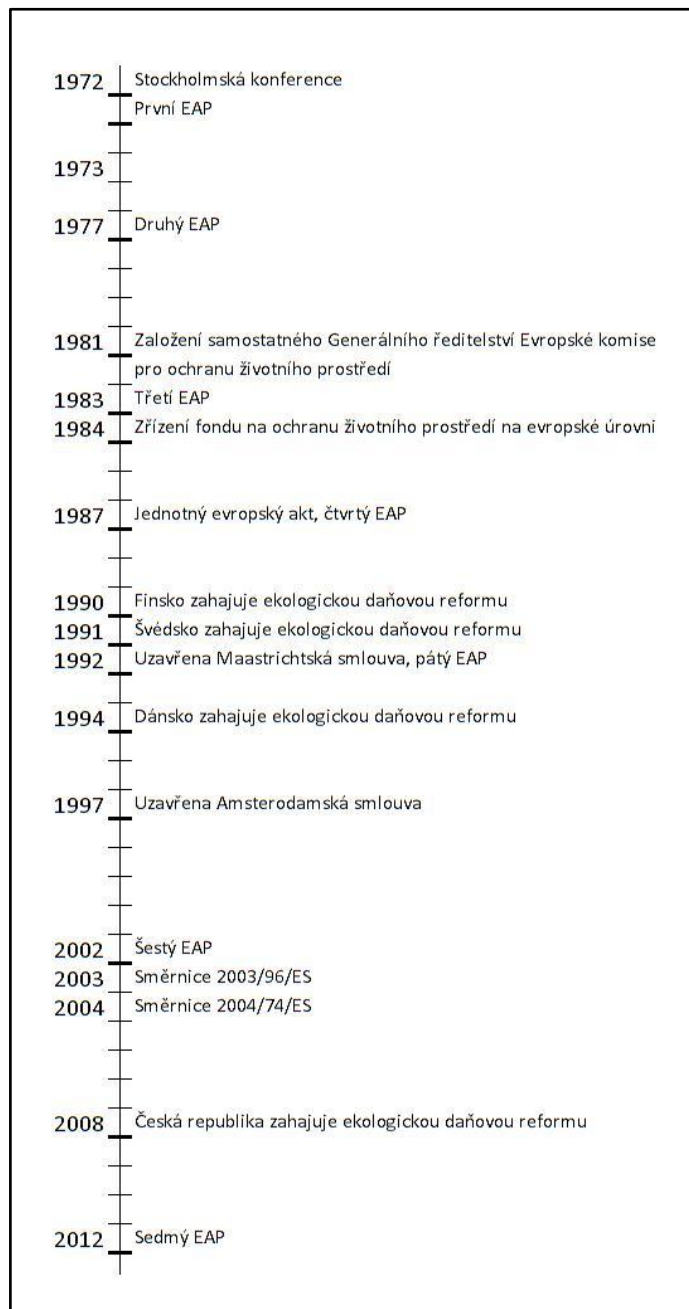 1972 Stockholmská konference
První EAP
1973
1977 Druhý EAP
1981 Založení samostatného Generálního ředitelství Evropské komise
pro ochranu životního prostředí
1983 Třetí EAP
1984 Zřízení fondu na ochranu životního prostředí na evropské úrovni
1987 Jednotný evropský akt, čtvrtý EAP
1990 Finsko zahajuje ekologickou daňovou reformu
1991 Švédsko zahajuje ekologickou daňovou reformu
1992 Uzavřena Maastrichtská smlouva, pátý EAP
1994 Dánsko zahajuje ekologickou daňovou reformu
1997 Uzavřena Amsterodamská smlouva
2002 Šestý EAP
2003 Směrnice 2003/96/ES
2004 Směrnice 2004/74/ES
2008 Česká republika zahajuje ekologickou daňovou reformu
2012 Sedmý EAP